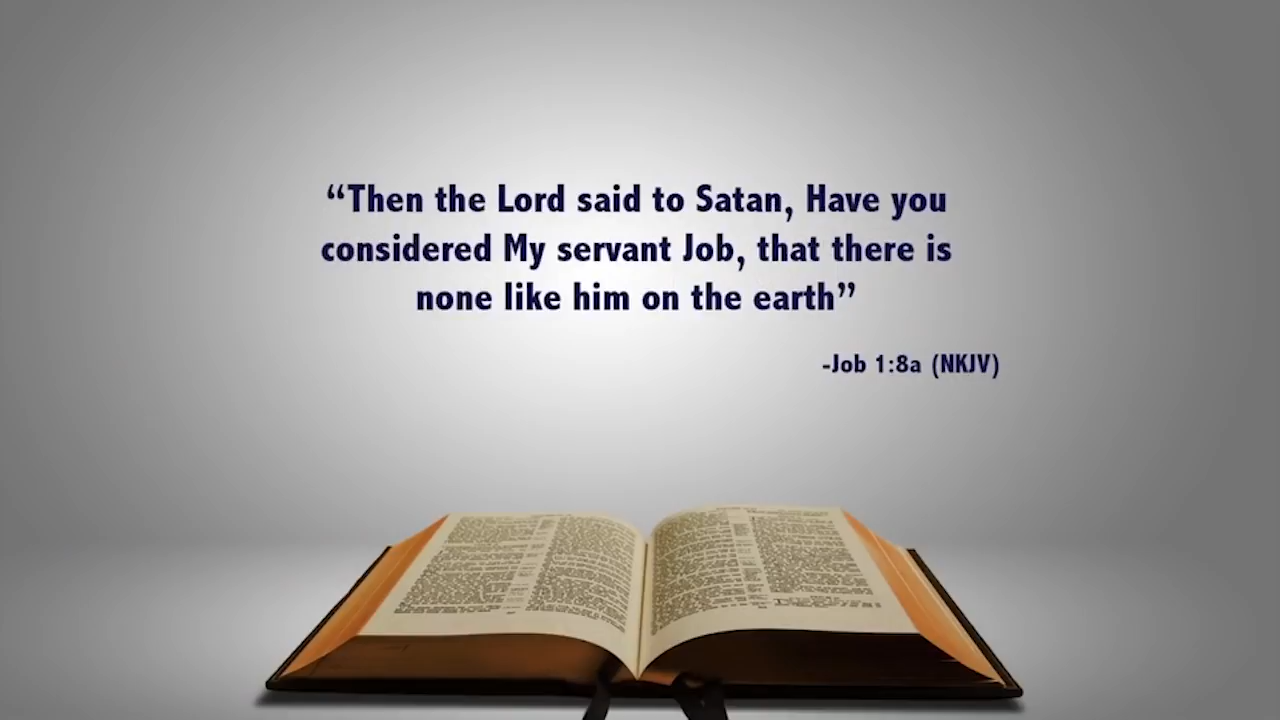 “Then the Lord said to Satan, Have you
considered My servant Job, that there is
none like him on the earth”
-Job 1:8a (NKJV)